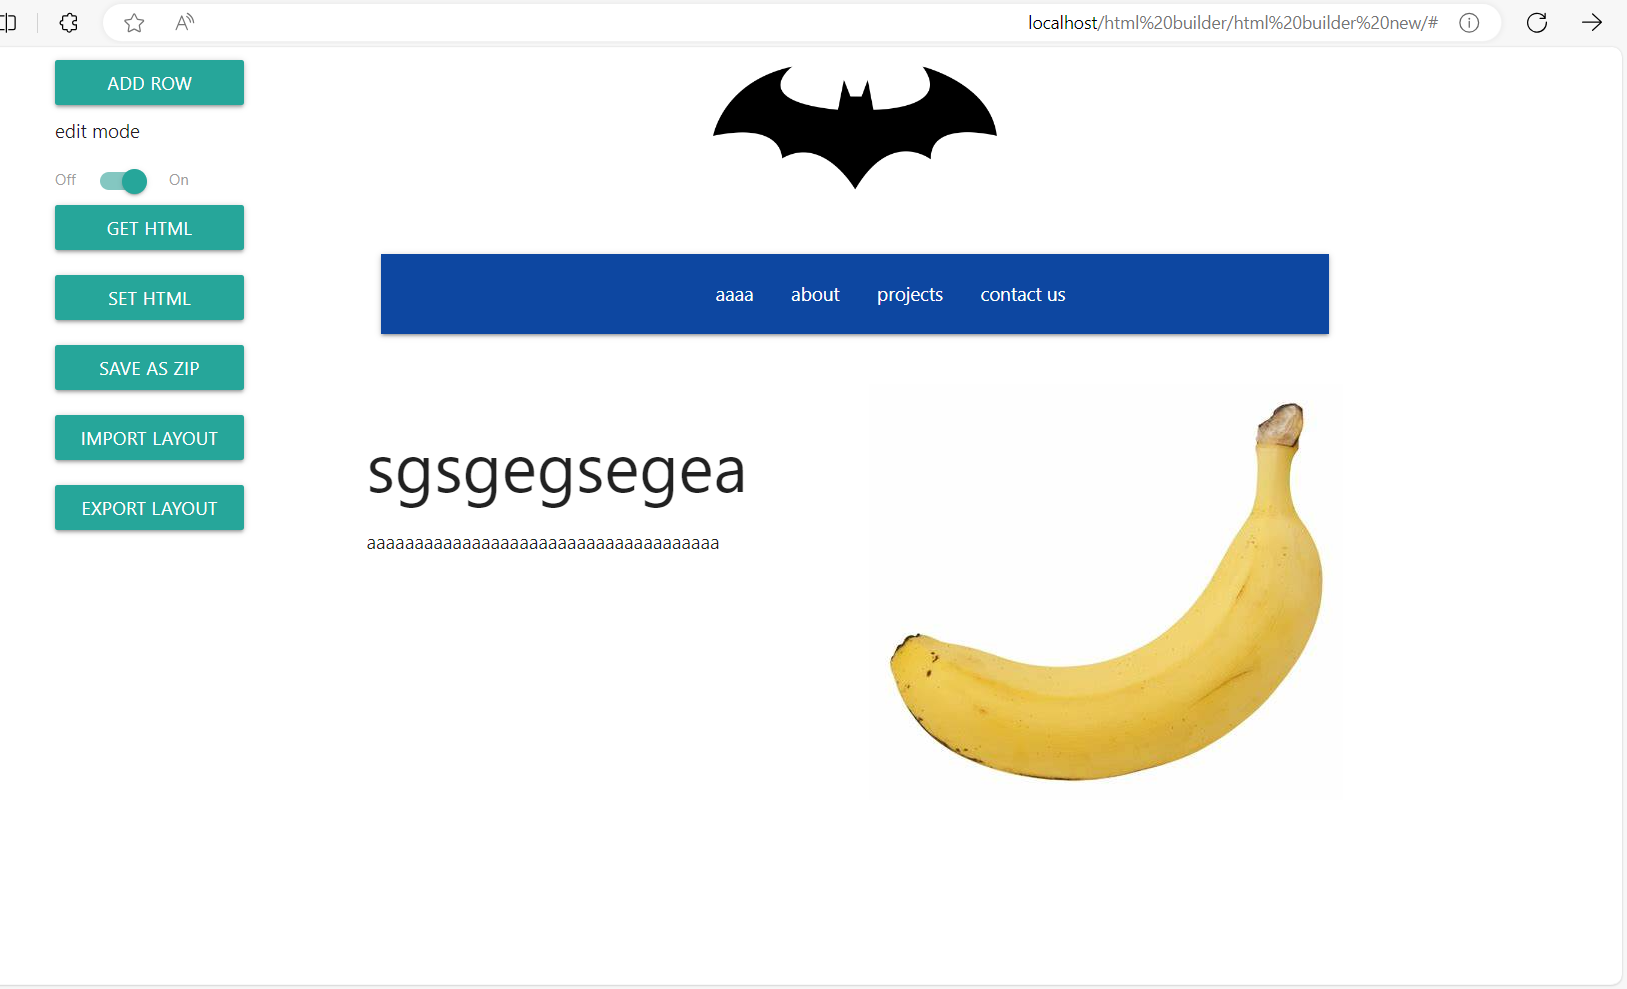 localhost/html%20builder/html%20builder%20new/#
ADD ROW
edit mode
Off On
GET HTML
SET HTML
SAVE AS ZIP
IMPORT LAYOUT
EXPORT LAYOUT
aaaa about projects contact us
sgsgegsegea
aaaaaaaaaaaaaaaaaaaaaaaaaaaaaaaaaaaaa